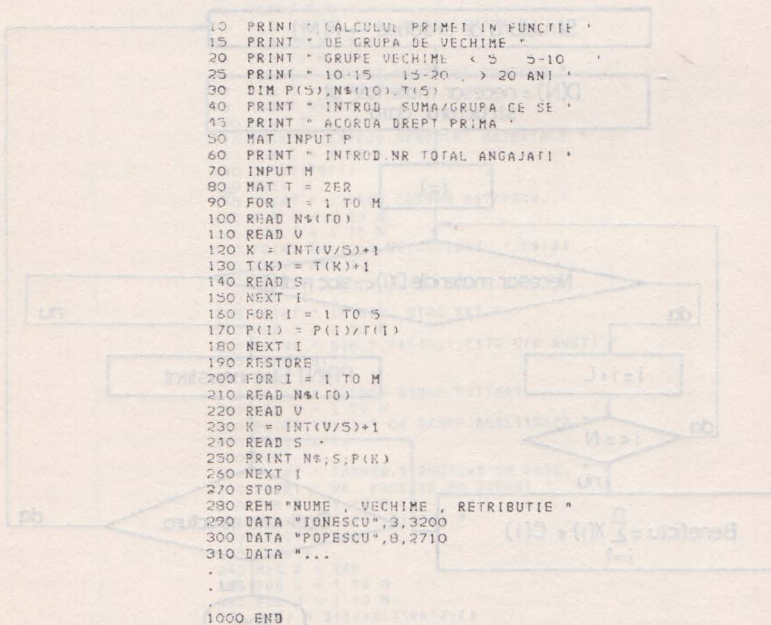 10 PRINT " CALCULUL PRIMEI IN FUNCTIE "
15 PRINT " DE GRUPA DE VECHIME "
20 PRINT " GRUPE VECHIME < 5 5-10 "
25 PRINT " 10-15 15-20 , > 20 ANI "
30 DIM P(5),N$(10),T(5)
40 PRINT " INTROD. SUMA/GRUPA CE SE "
45 PRINT " ACORDA DREPT PRIMA "
50 MAT INPUT P
60 PRINT " INTROD.NR TOTAL ANGAJATI "
70 INPUT M
80 MAT T = ZER
90 FOR I = 1 TO M
100 READ N$(10)
110 READ V
120 K = INT(V/5)+1
130 T(K) = T(K)+1
140 READ S
150 NEXT I
160 FOR I = 1 TO 5
170 P(I) = P(I)/T(I)
180 NEXT I
190 RESTORE
200 FOR I = 1 TO M
210 READ N$(10)
220 READ V
230 K = INT(V/5)+1
240 READ S
250 PRINT N$;S;P(K)
260 NEXT I
270 STOP
280 REM "NUME , VECHIME , RETRIBUTIE "
290 DATA "IONESCU",3,3200
300 DATA "POPESCU",8,2710
310 DATA "...
.
.
.
1000 END